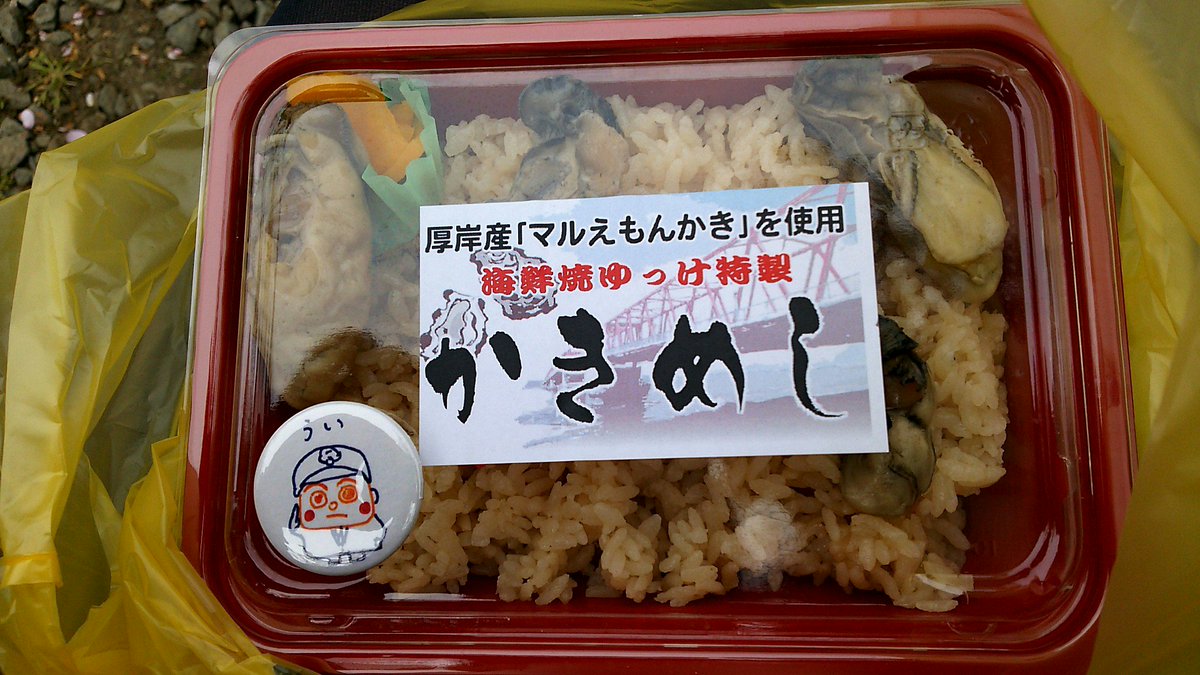 厚岸産「マルえもんかき」を使用
海鮮焼ゆっけ特製
かきめし
うい